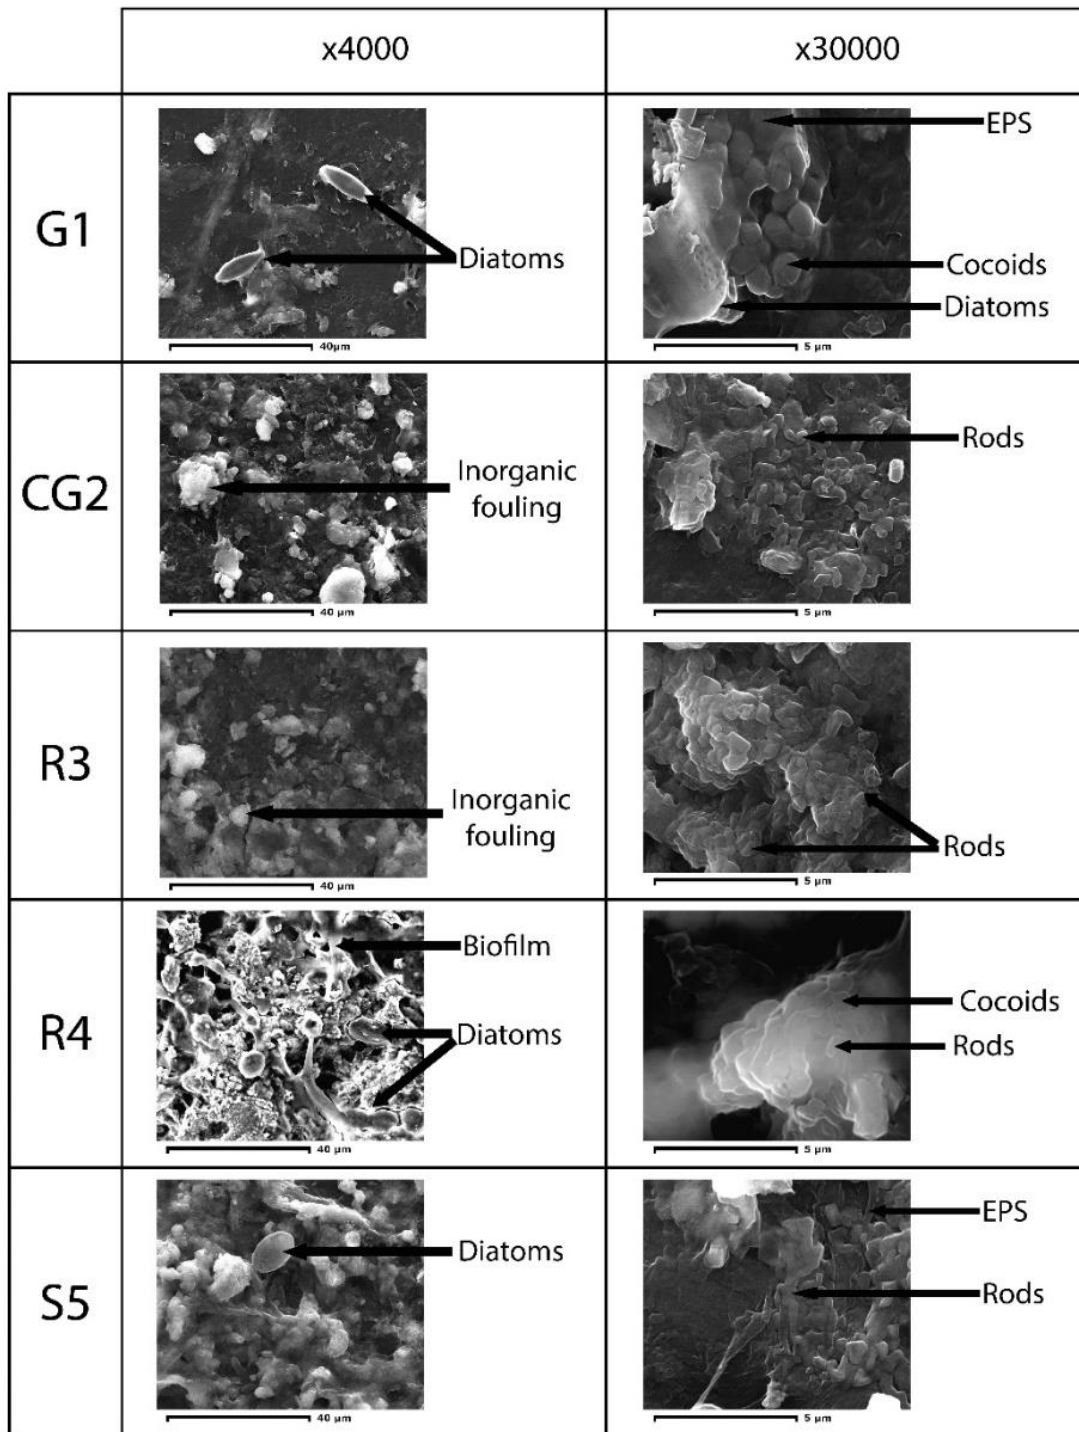 x4000
x30000
G1
Diatoms
40μm
EPS
Cocoids
Diatoms
5 μm
CG2
Inorganic
fouling
40 μm
Rods
5 μm
R3
Inorganic
fouling
40 μm
Rods
5 μm
R4
Biofilm
Diatoms
40 μm
Cocoids
Rods
5 μm
S5
Diatoms
40 μm
EPS
Rods
5 μm